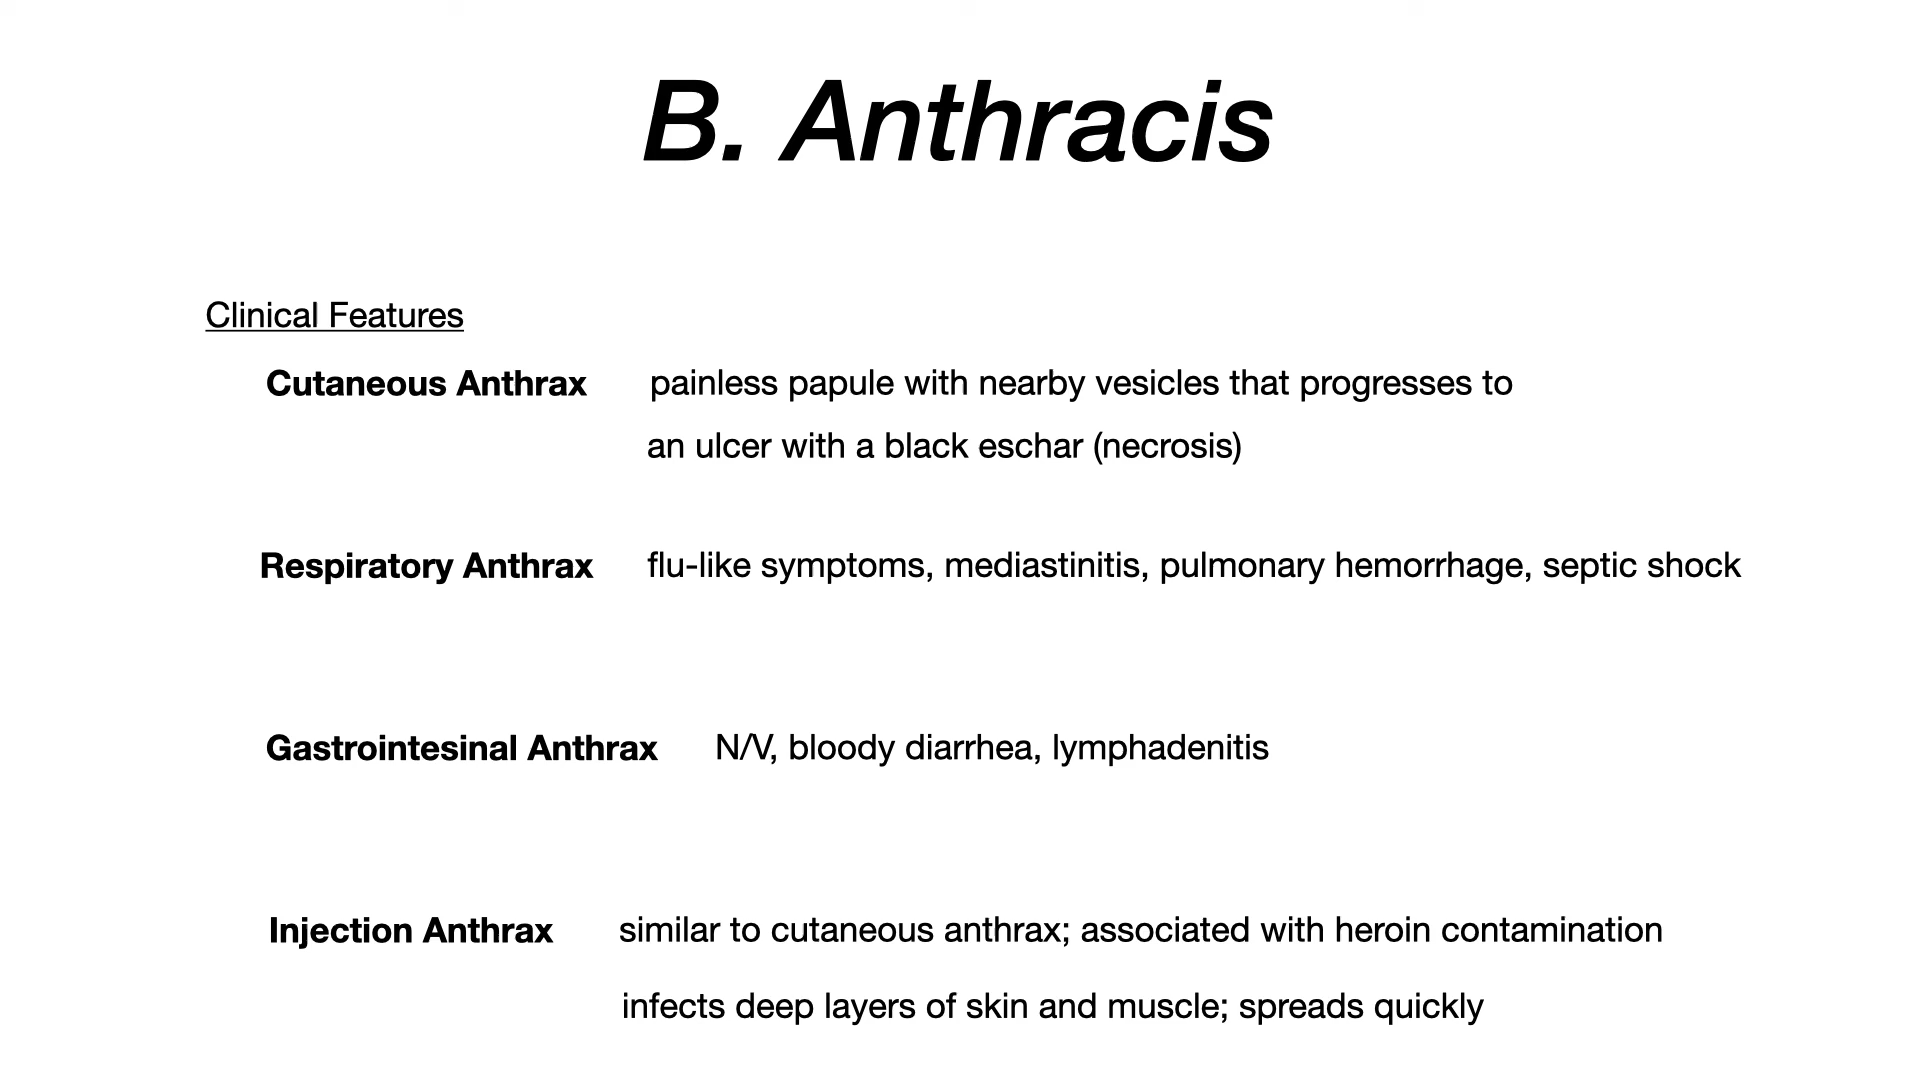 B. Anthracis
Clinical Features
Cutaneous Anthrax painless papule with nearby vesicles that progresses to
an ulcer with a black eschar (necrosis)
Respiratory Anthrax flu-like symptoms, mediastinitis, pulmonary hemorrhage, septic shock
Gastrointesinal Anthrax N/V, bloody diarrhea, lymphadenitis
Injection Anthrax similar to cutaneous anthrax; associated with heroin contamination
infects deep layers of skin and muscle; spreads quickly